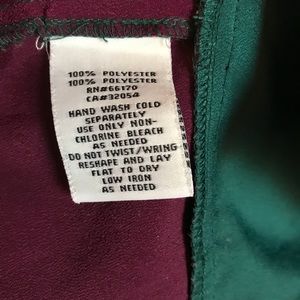 100% POLYESTER
100% POLYESTER
RN#66170
CA#32054
HAND WASH COLD
SEPARATELY
USE ONLY NON-
CHLORINE BLEACH
AS NEEDED
DO NOT TWIST/WRING
RESHAPE AND LAY
FLAT TO DRY
LOW IRON
AS NEEDED